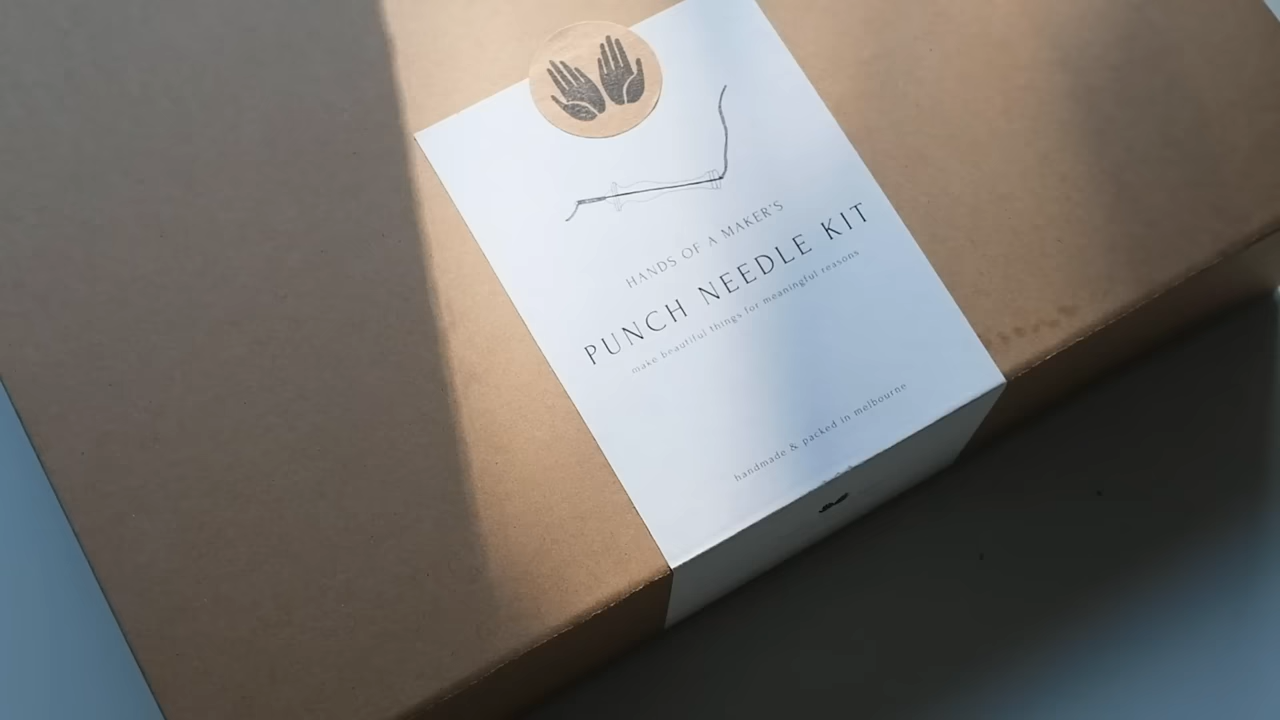 HANDS OF A MAKER'S
PUNCH NEEDLE KIT
make beautiful things for meaningful reasons
handmade & packed in melbourne